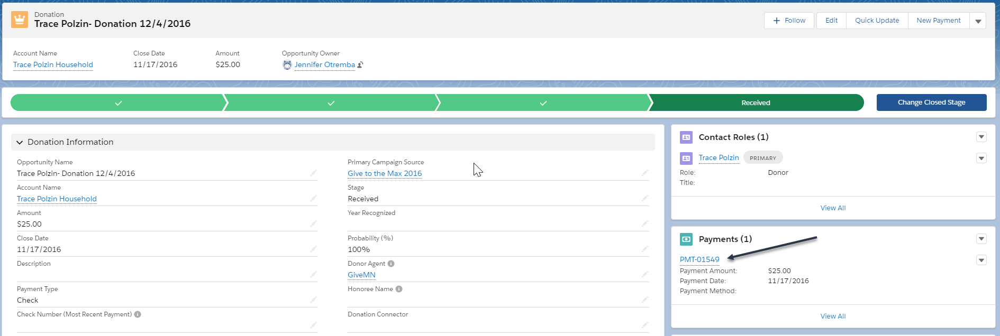 Donation
Trace Polzin- Donation 12/4/2016
+ Follow
Edit
Quick Update
New Payment
Account Name
Close Date
Amount
Opportunity Owner
Trace Polzin Household
11/17/2016
$25.00
Jennifer Otremba
Received
Change Closed Stage
Donation Information
Opportunity Name
Trace Polzin- Donation 12/4/2016
Account Name
Trace Polzin Household
Amount
$25.00
Close Date
11/17/2016
Description
Payment Type
Check
Check Number (Most Recent Payment)
Primary Campaign Source
Give to the Max 2016
Stage
Received
Year Recognized
Probability (%)
100%
Donor Agent
GiveMN
Honoree Name
Donation Connector
Contact Roles (1)
Trace Polzin PRIMARY
Role: Donor
Title:
View All
Payments (1)
PMT-01549
Payment Amount: $25.00
Payment Date: 11/17/2016
Payment Method:
View All